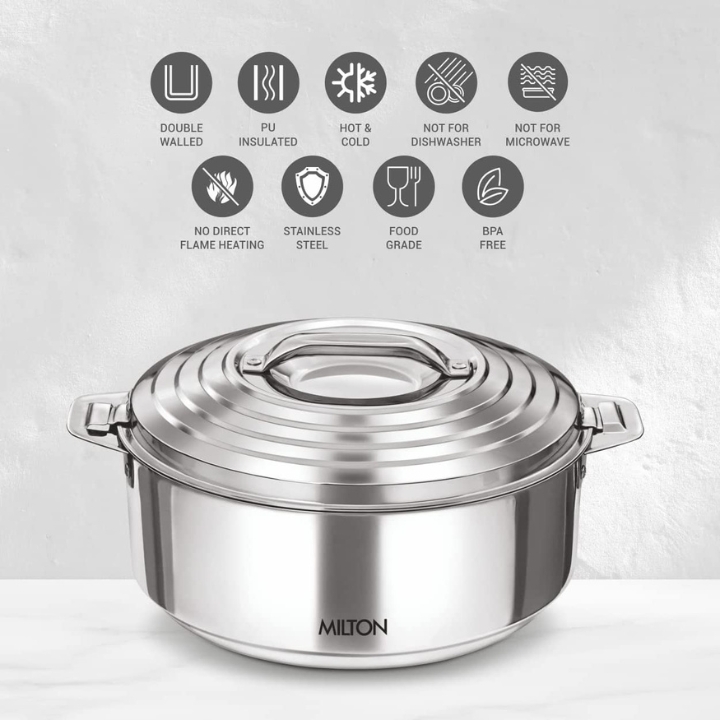 DOUBLE
WALLED
PU
INSULATED
HOT &
COLD
NOT FOR
DISHWASHER
NOT FOR
MICROWAVE
NO DIRECT
FLAME HEATING
STAINLESS
STEEL
FOOD
GRADE
BPA
FREE
MILTON